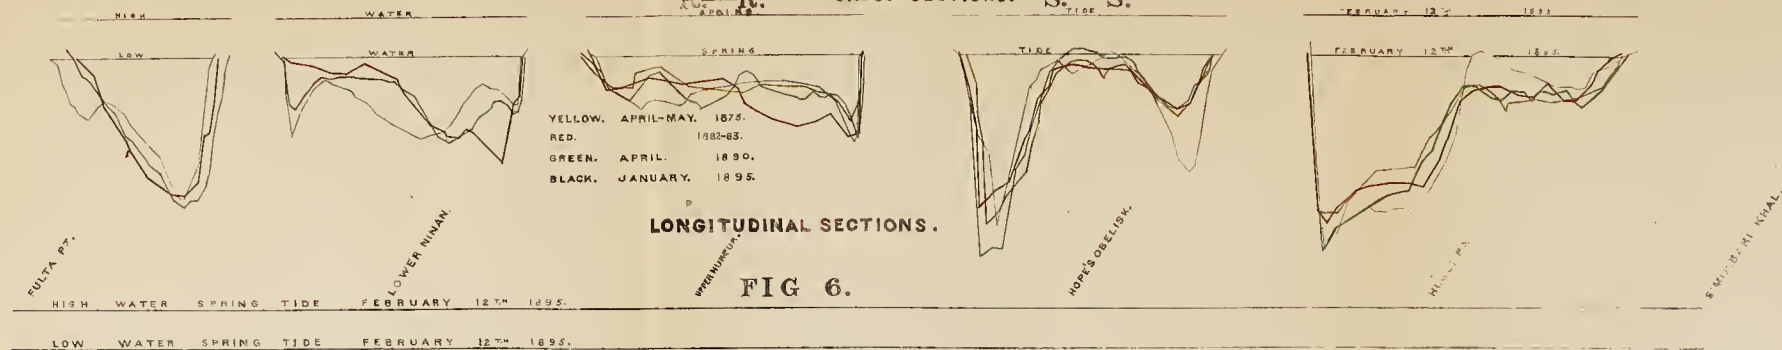 HIGH WATER SPRING TIDE FEBRUARY 12TH 1895
LOW WATER SPRING TIDE FEBRUARY 12TH 1895.
YELLOW. APRIL-MAY. 1875.
RED. 1882-83.
GREEN. APRIL. 1890.
BLACK. JANUARY. 1895.
LONGITUDINAL SECTIONS.
FULTA PT.
LOWER NINAN.
HOPE'S OBELISK.
FIG 6.
HIGH WATER SPRING TIDE FEBRUARY 12TH 1895.
LOW WATER SPRING TIDE FEBRUARY 12TH 1895.